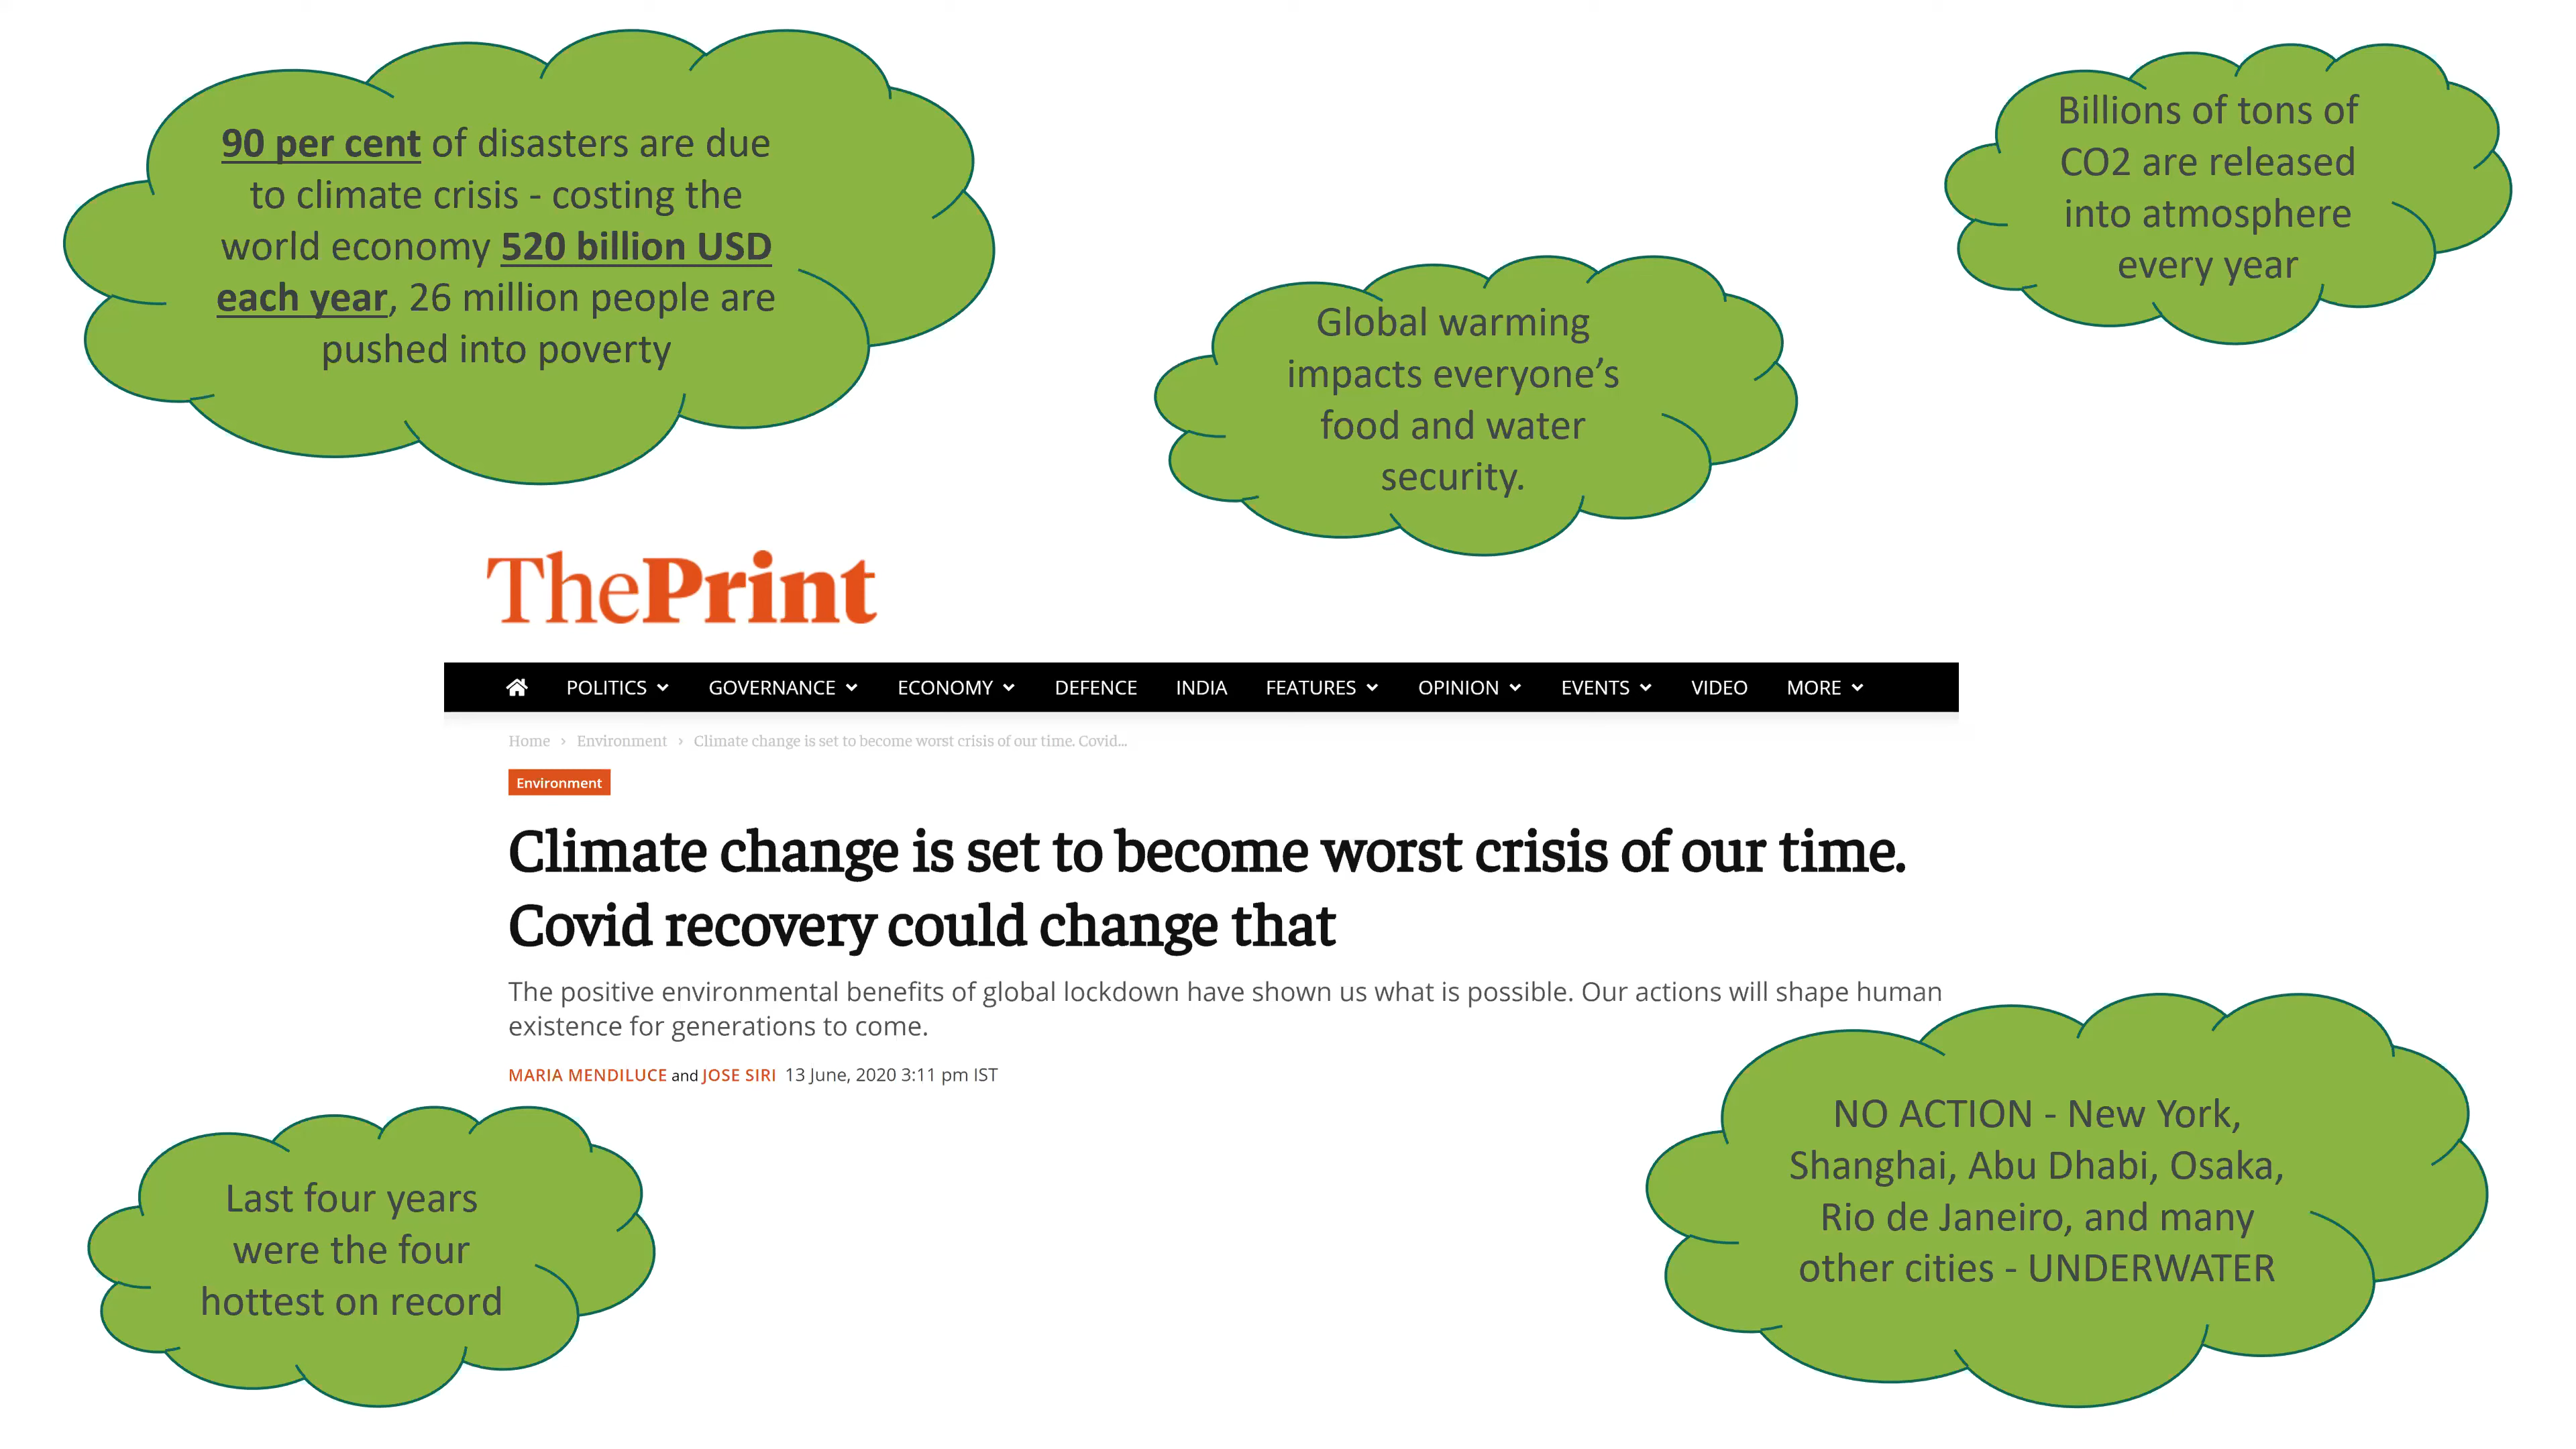 90 per cent of disasters are due
to climate crisis - costing the
world economy 520 billion USD
each year, 26 million people are
pushed into poverty
Billions of tons of
CO2 are released
into atmosphere
every year
Global warming
impacts everyone’s
food and water
security.
ThePrint
POLITICS GOVERNANCE ECONOMY DEFENCE INDIA FEATURES OPINION EVENTS VIDEO MORE
Home › Environment › Climate change is set to become worst crisis of our time. Covid...
Environment
Climate change is set to become worst crisis of our time.
Covid recovery could change that
The positive environmental benefits of global lockdown have shown us what is possible. Our actions will shape human
existence for generations to come.
MARIA MENDILUCE and JOSE SIRI 13 June, 2020 3:11 pm IST
Last four years
were the four
hottest on record
NO ACTION - New York,
Shanghai, Abu Dhabi, Osaka,
Rio de Janeiro, and many
other cities - UNDERWATER